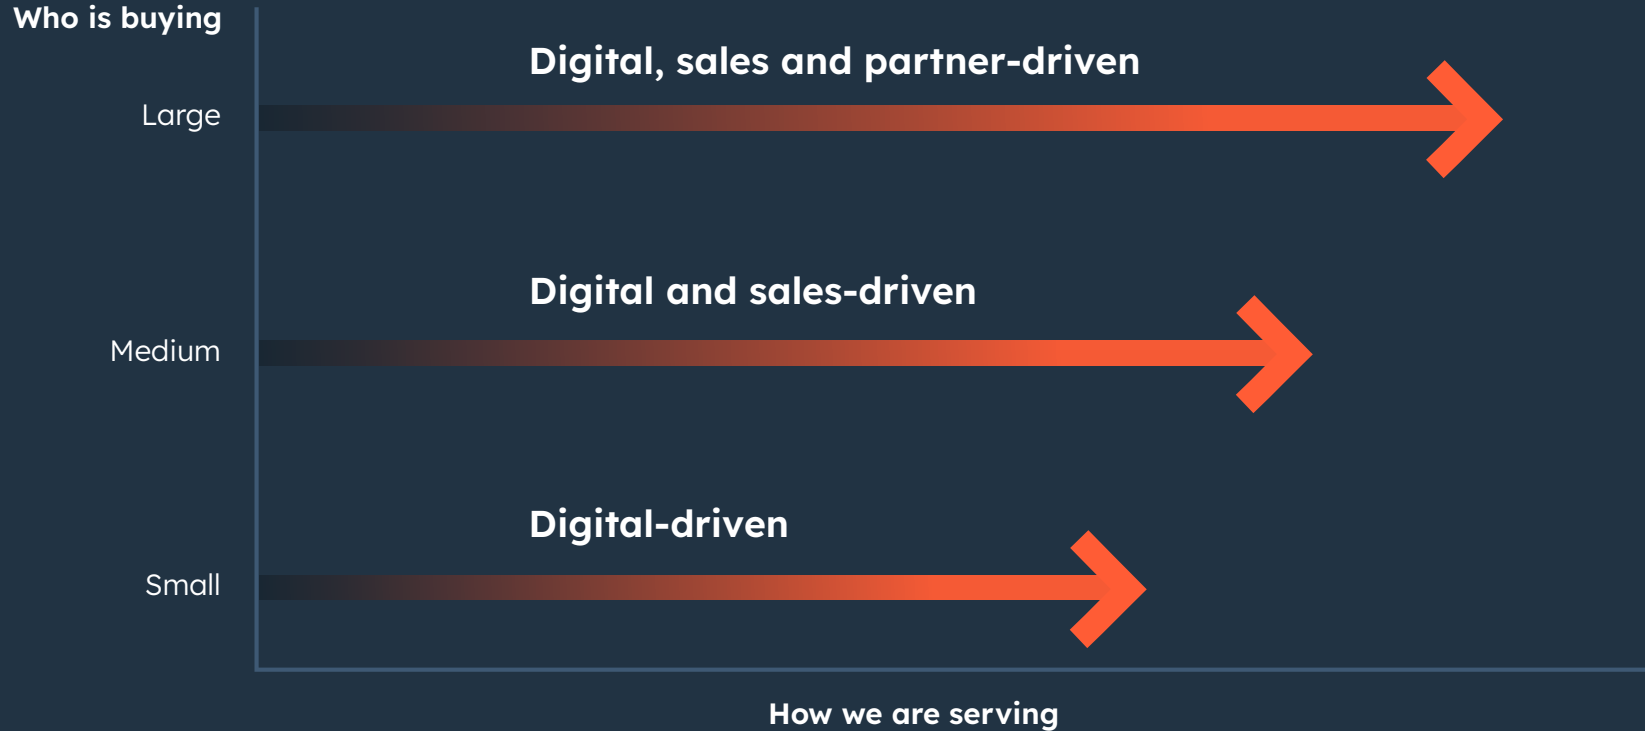 Who is buying
Digital, sales and partner-driven
Large
Digital and sales-driven
Medium
Digital-driven
Small
How we are serving